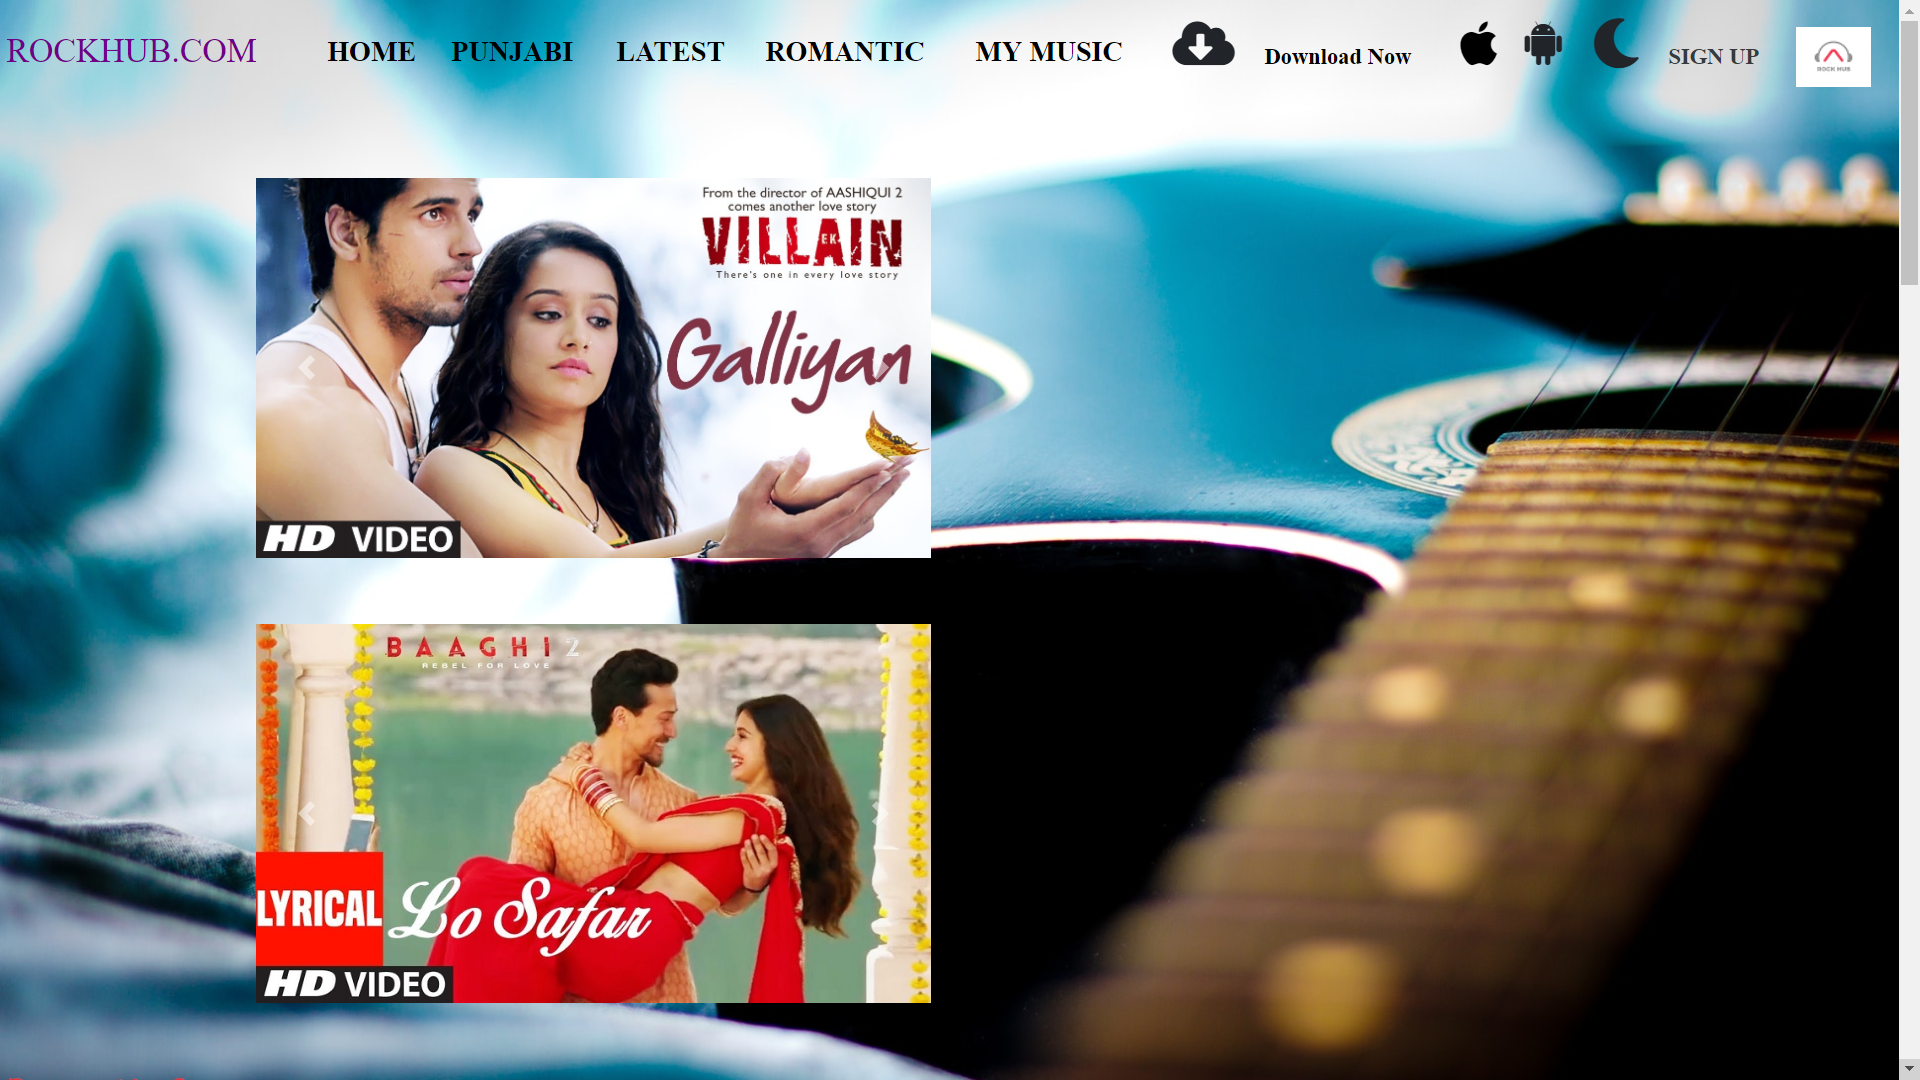 ROCKHUB.COM HOME PUNJABI LATEST ROMANTIC MY MUSIC Download Now SIGN UP
ROCK HUB
From the director of AASHIQUI 2
comes another love story
EK
VILLAIN
There's one in every love story
Galliyan
HD VIDEO
BAAGHI 2
REBEL FOR LOVE
LYRICAL
Lo Safar
HD VIDEO